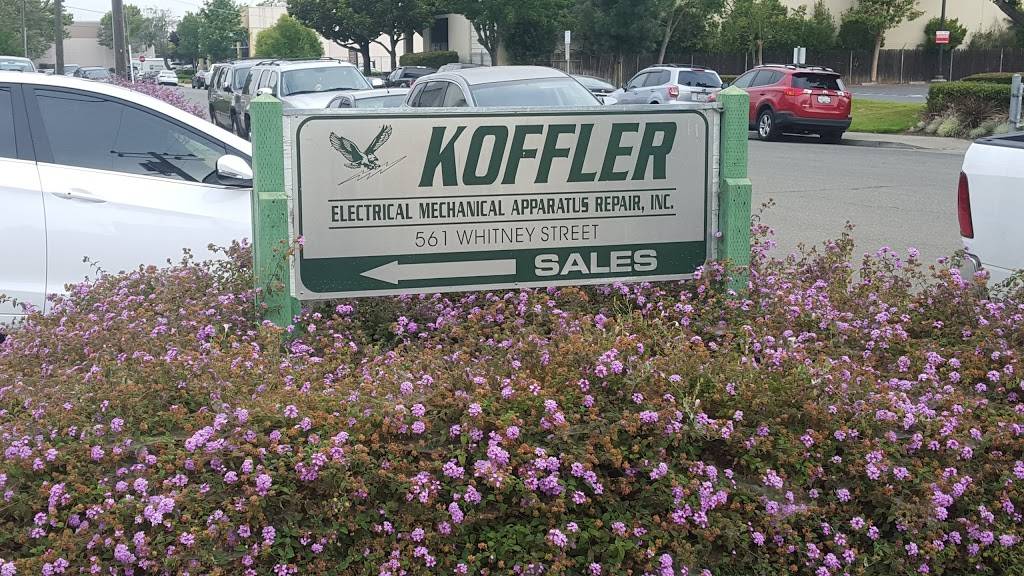 KOFFLER
ELECTRICAL MECHANICAL APPARATUS REPAIR, INC.
561 WHITNEY STREET
SALES